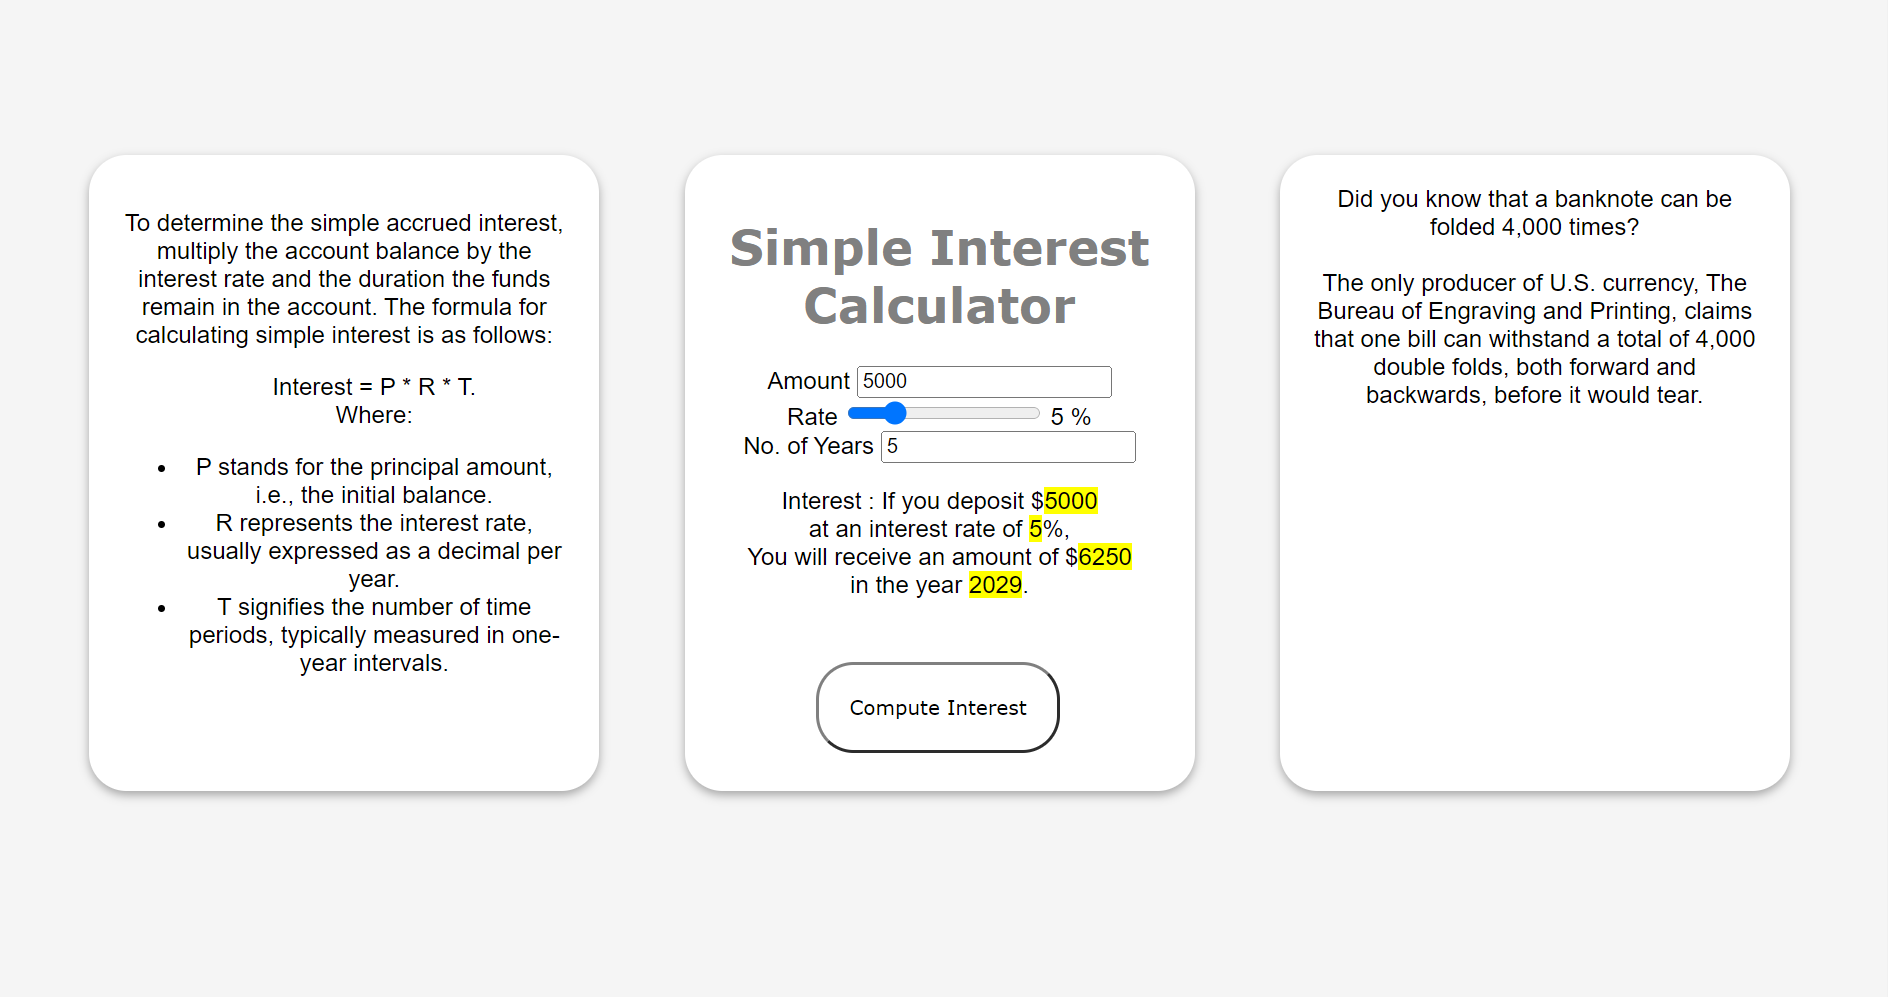 To determine the simple accrued interest,
multiply the account balance by the
interest rate and the duration the funds
remain in the account. The formula for
calculating simple interest is as follows:
Interest = P * R * T.
Where:
• P stands for the principal amount,
i.e., the initial balance.
• R represents the interest rate,
usually expressed as a decimal per
year.
• T signifies the number of time
periods, typically measured in one-
year intervals.
Simple Interest
Calculator
Amount 5000
Rate 5 %
No. of Years 5
Interest : If you deposit $5000
at an interest rate of 5%,
You will receive an amount of $6250
in the year 2029.
Compute Interest
Did you know that a banknote can be
folded 4,000 times?
The only producer of U.S. currency, The
Bureau of Engraving and Printing, claims
that one bill can withstand a total of 4,000
double folds, both forward and
backwards, before it would tear.